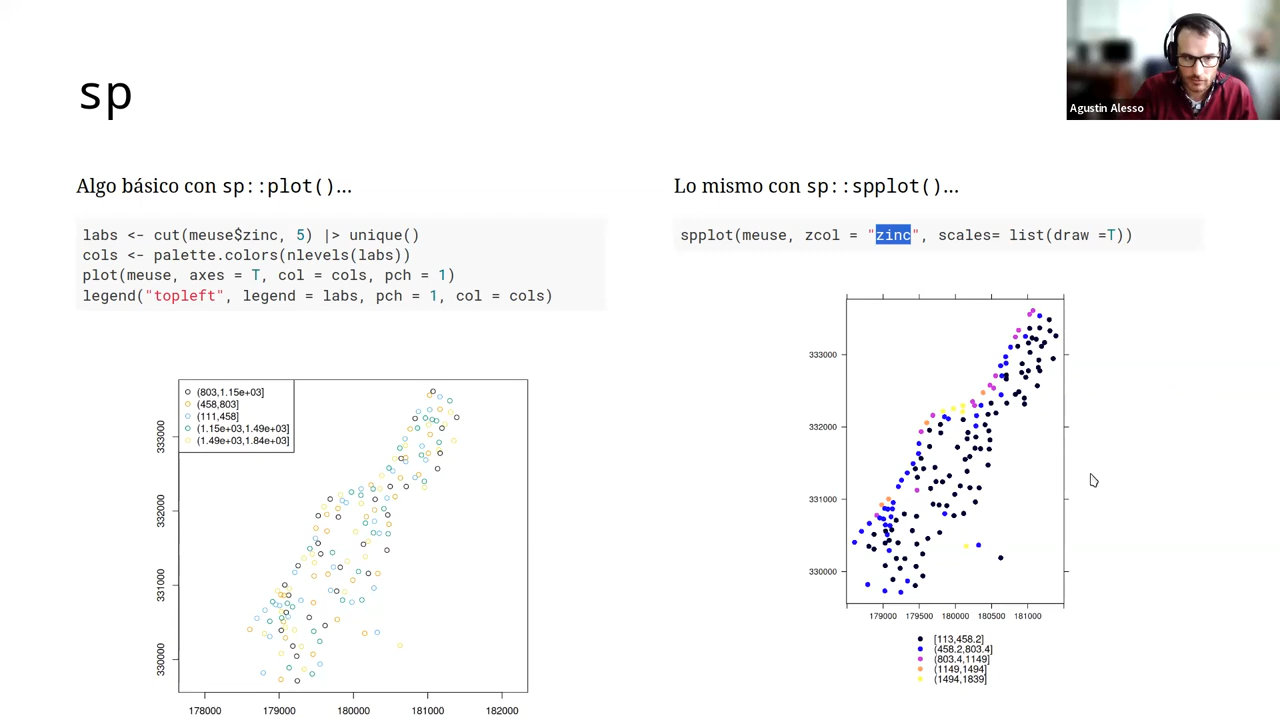 Agustin Alesso
sp
Algo básico con sp::plot()...
labs <- cut(meuse$zinc, 5) |> unique()
cols <- palette.colors(nlevels(labs))
plot(meuse, axes = T, col = cols, pch = 1)
legend("topleft", legend = labs, pch = 1, col = cols)
(803,1.15e+03]
(458,803]
(111,458]
(1.15e+03,1.49e+03]
(1.49e+03,1.84e+03]
333000
332000
331000
330000
178000 179000 180000 181000 182000
Lo mismo con sp::spplot()...
spplot(meuse, zcol = "zinc", scales= list(draw =T))
333000
332000
331000
330000
179000 179500 180000 180500 181000
[113,458.2]
(458.2,803.4]
(803.4,1149]
(1149,1494]
(1494,1839]